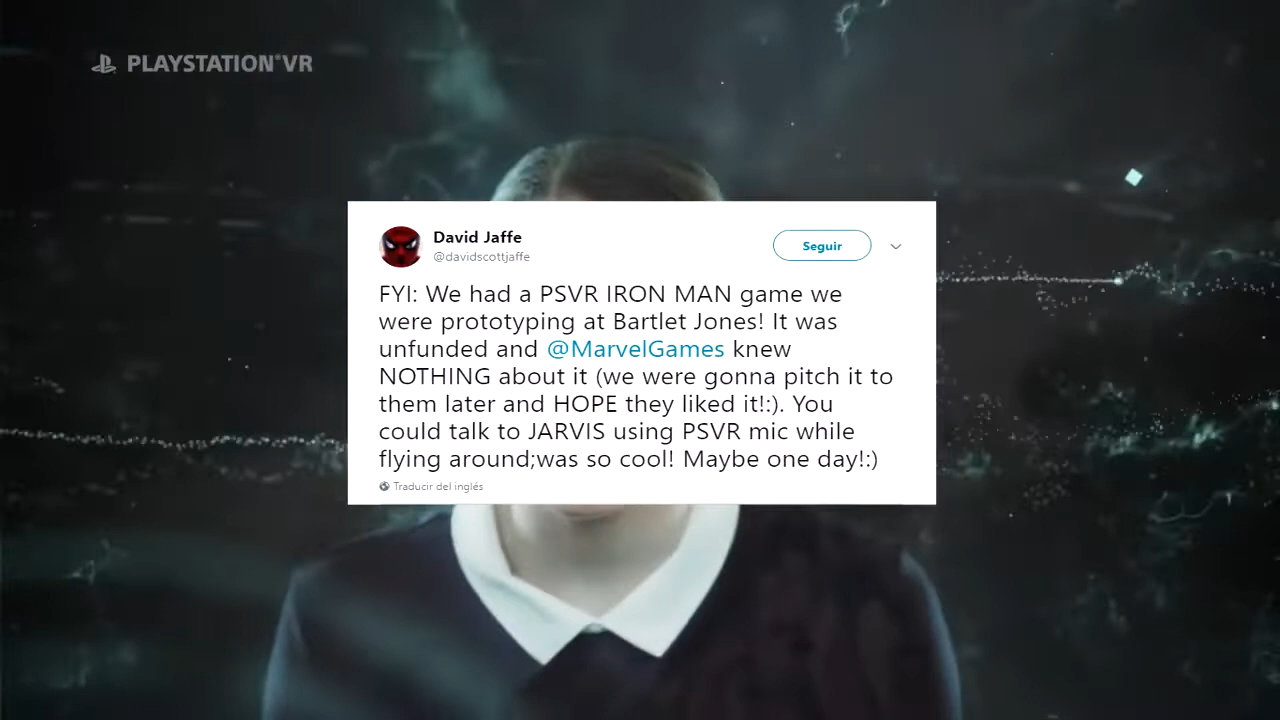 PLAYSTATION®VR
David Jaffe
@davidscottjaffe
Seguir
FYI: We had a PSVR IRON MAN game we
were prototyping at Bartlet Jones! It was
unfunded and @MarvelGames knew
NOTHING about it (we were gonna pitch it to
them later and HOPE they liked it!:). You
could talk to JARVIS using PSVR mic while
flying around;was so cool! Maybe one day!:)
Traducir del inglés